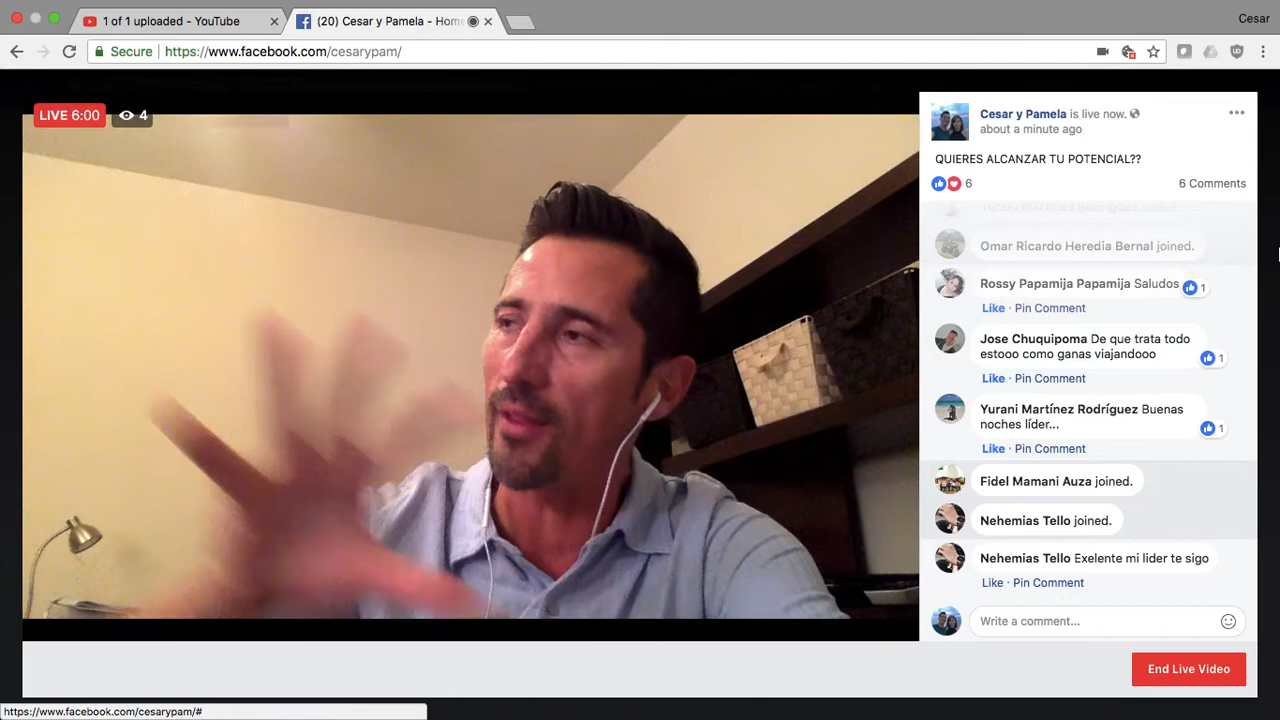 1 of 1 uploaded - YouTube
(20) Cesar y Pamela - Home
Cesar
Secure
https://www.facebook.com/cesarypam/
LIVE 6:00
4
Cesar y Pamela is live now.
about a minute ago
QUIERES ALCANZAR TU POTENCIAL??
6
6 Comments
Omar Ricardo Heredia Bernal joined.
Rossy Papamija Papamija Saludos
1
Like · Pin Comment
Jose Chuquipoma De que trata todo
estooo como ganas viajandooo
1
Like · Pin Comment
Yurani Martínez Rodríguez Buenas
noches líder...
1
Like · Pin Comment
Fidel Mamani Auza joined.
Nehemias Tello joined.
Nehemias Tello Exelente mi lider te sigo
Like · Pin Comment
Write a comment...
End Live Video
https://www.facebook.com/cesarypam/#